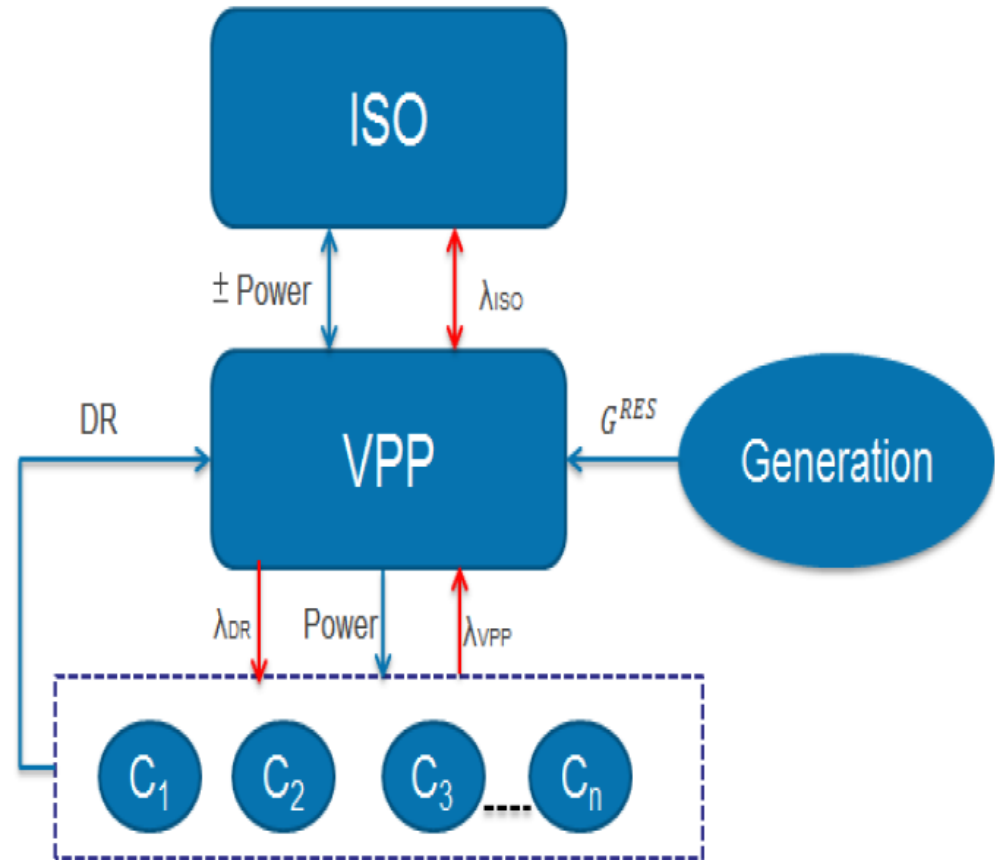 ISO
± Power
λISO
DR
VPP
G^RES
Generation
λDR
Power
λVPP
C1
C2
C3
Cn